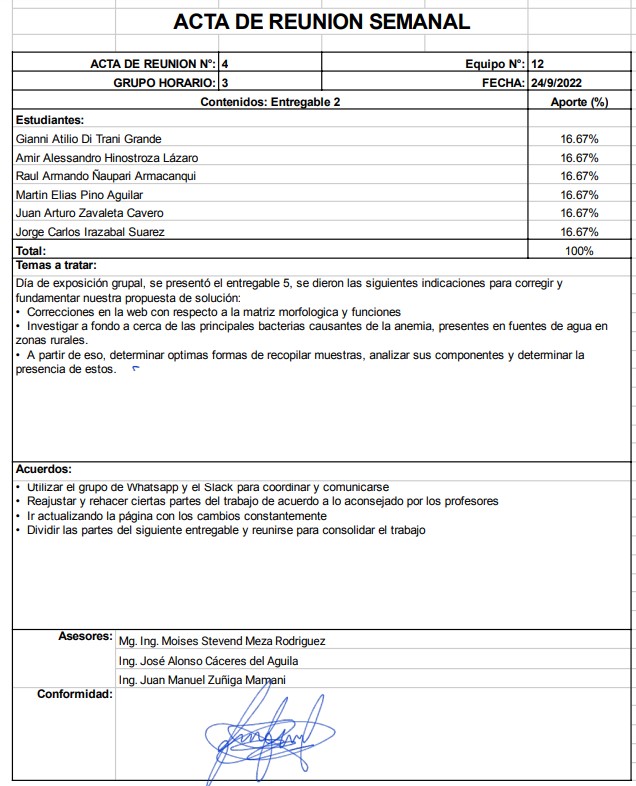 ACTA DE REUNION SEMANAL
ACTA DE REUNION N°: 4 Equipo N°: 12
GRUPO HORARIO: 3 FECHA: 24/9/2022
Contenidos: Entregable 2 Aporte (%)
Estudiantes:
Gianni Atilio Di Trani Grande 16.67%
Amir Alessandro Hinostroza Lázaro 16.67%
Raul Armando Ñaupari Armacanqui 16.67%
Martin Elias Pino Aguilar 16.67%
Juan Arturo Zavaleta Cavero 16.67%
Jorge Carlos Irazabal Suarez 16.67%
Total: 100%
Temas a tratar:
Día de exposición grupal, se presentó el entregable 5, se dieron las siguientes indicaciones para corregir y
fundamentar nuestra propuesta de solución:
• Correcciones en la web con respecto a la matriz morfologica y funciones
• Investigar a fondo a cerca de las principales bacterias causantes de la anemia, presentes en fuentes de agua en
zonas rurales.
• A partir de eso, determinar optimas formas de recopilar muestras, analizar sus componentes y determinar la
presencia de estos.
Acuerdos:
• Utilizar el grupo de Whatsapp y el Slack para coordinar y comunicarse
• Reajustar y rehacer ciertas partes del trabajo de acuerdo a lo aconsejado por los profesores
• Ir actualizando la página con los cambios constantemente
• Dividir las partes del siguiente entregable y reunirse para consolidar el trabajo
Asesores: Mg. Ing. Moises Stevend Meza Rodriguez
Ing. José Alonso Cáceres del Aguila
Ing. Juan Manuel Zuñiga Mamani
Conformidad: